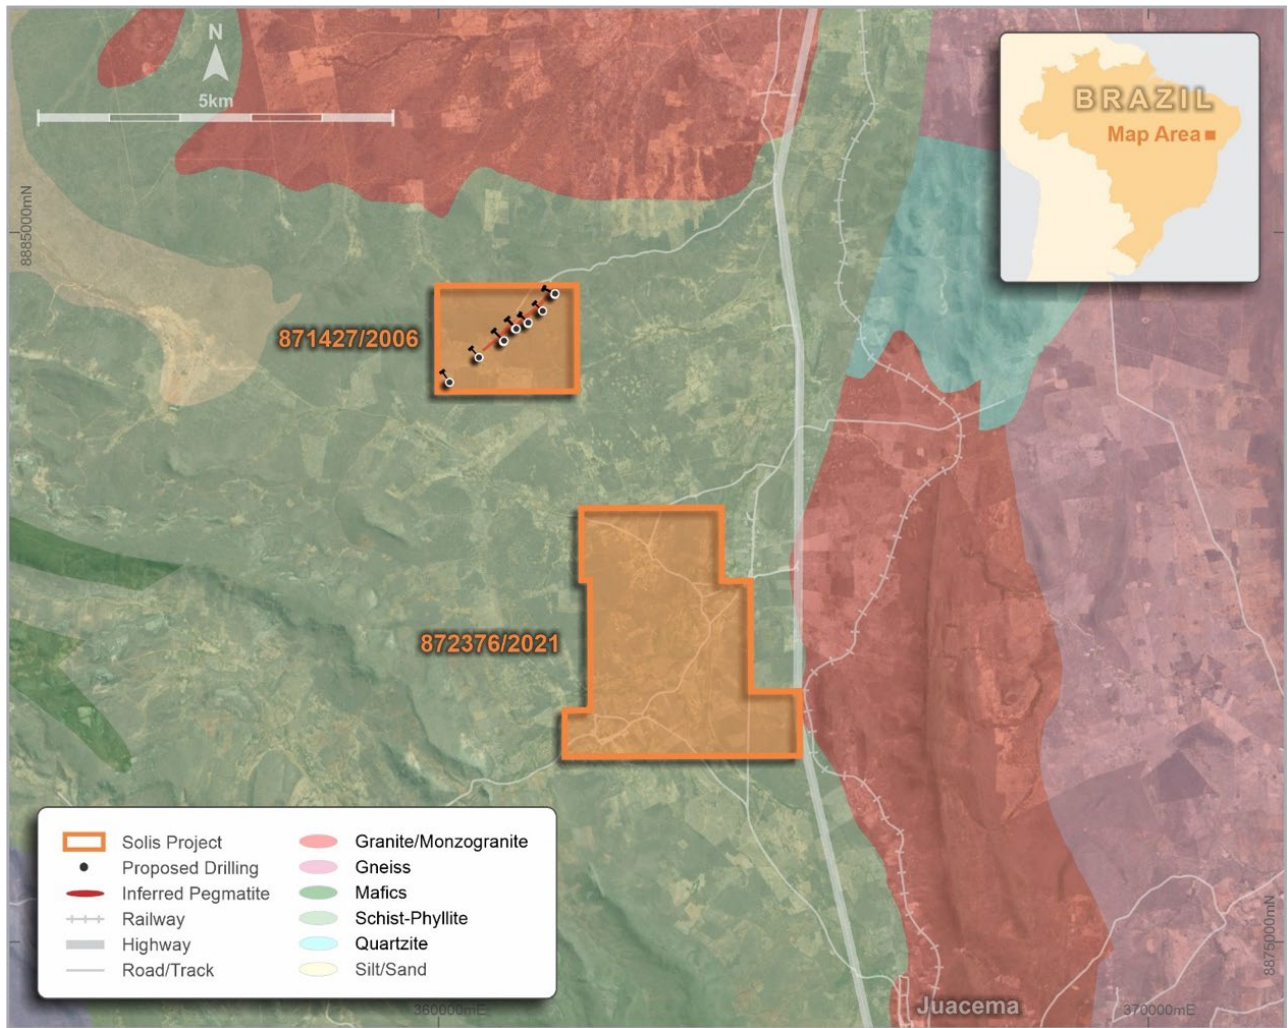 N
5km
BRAZIL
Map Area
8885000mN
871427/2006
872376/2021
Solis Project
Proposed Drilling
Inferred Pegmatite
Railway
Highway
Road/Track
Granite/Monzogranite
Gneiss
Mafics
Schist-Phyllite
Quartzite
Silt/Sand
8875000mN
360000mE
Juacema
370000mE